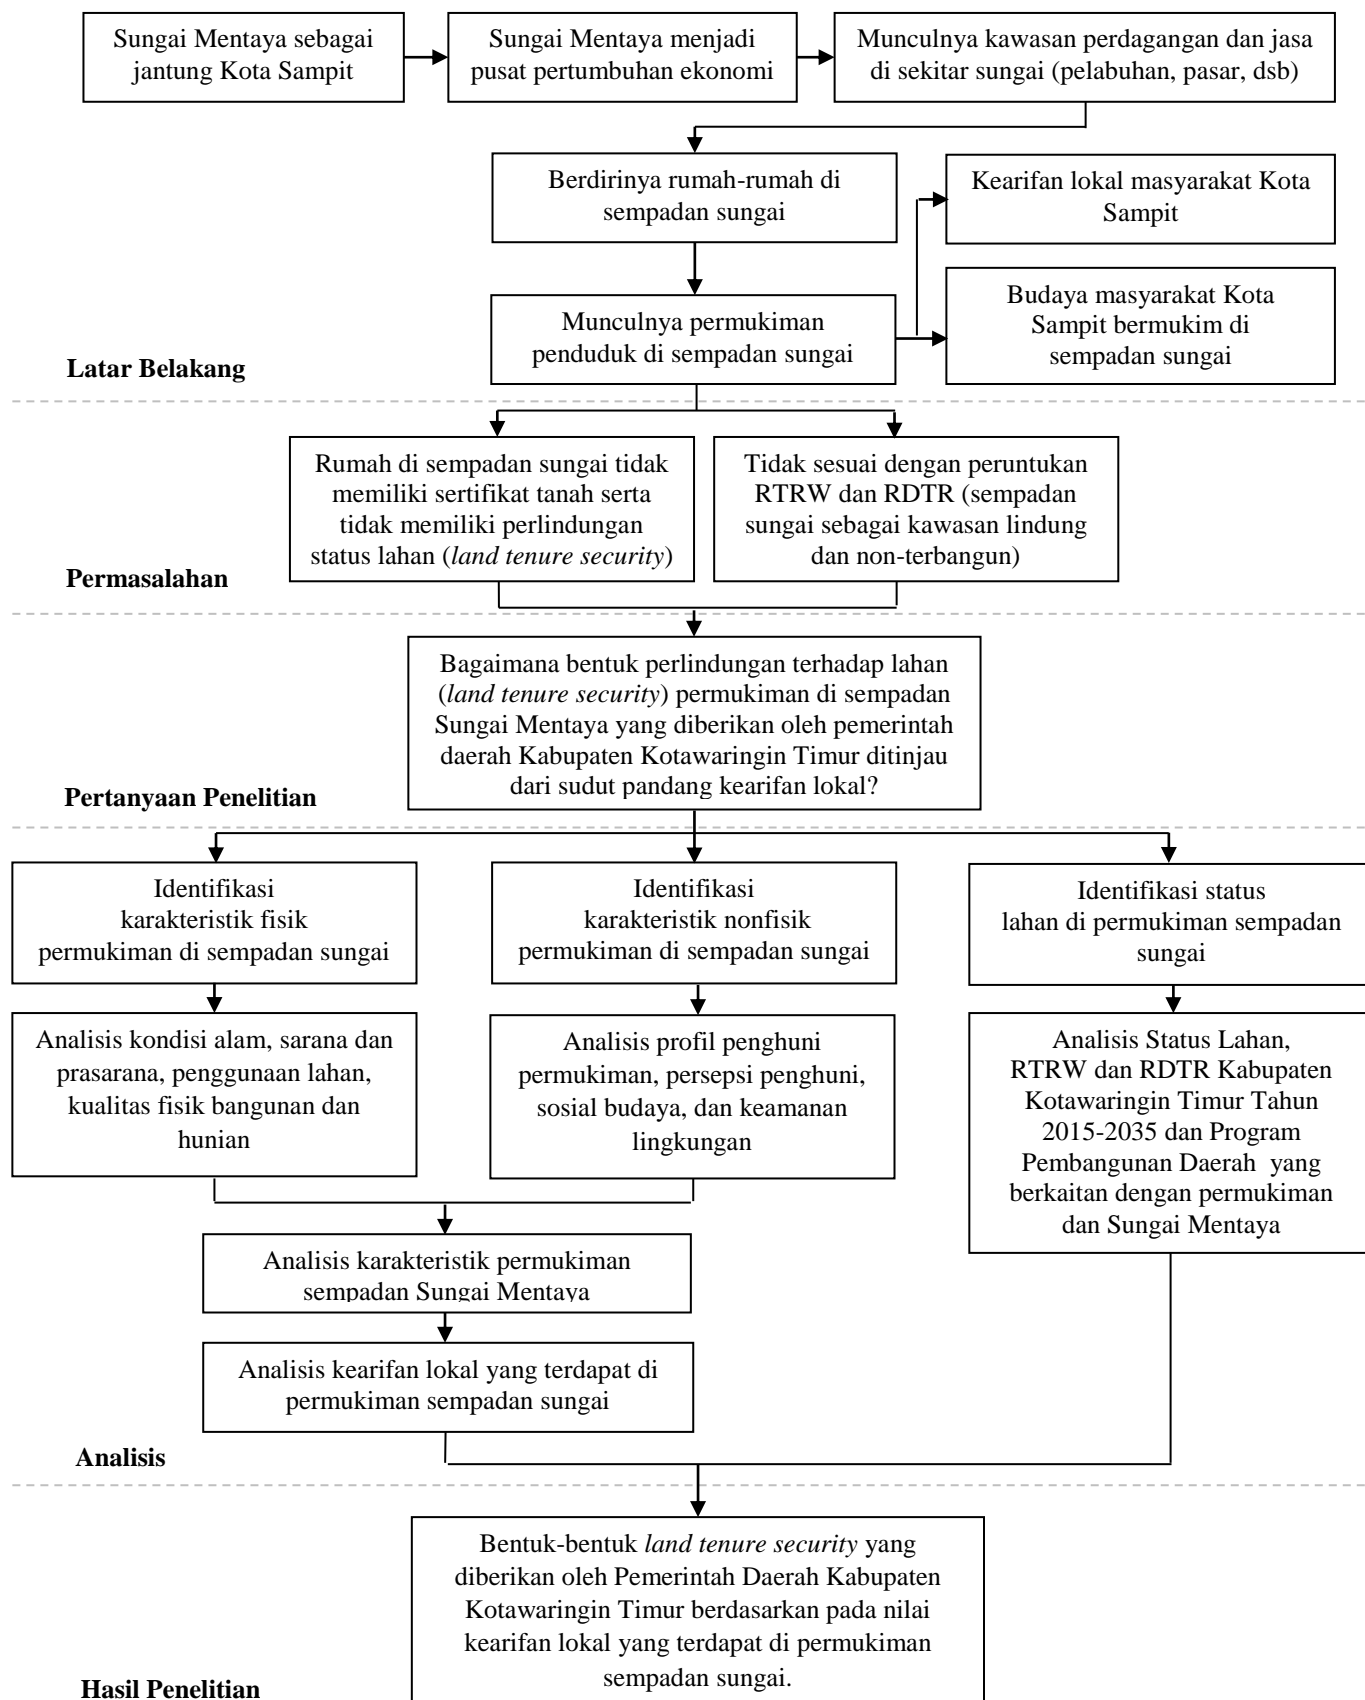 Sungai Mentaya sebagai
jantung Kota Sampit
Sungai Mentaya menjadi
pusat pertumbuhan ekonomi
Munculnya kawasan perdagangan dan jasa
di sekitar sungai (pelabuhan, pasar, dsb)
Berdirinya rumah-rumah di
sempadan sungai
Kearifan lokal masyarakat Kota
Sampit
Munculnya permukiman
penduduk di sempadan sungai
Budaya masyarakat Kota
Sampit bermukim di
sempadan sungai
Latar Belakang
Rumah di sempadan sungai tidak
memiliki sertifikat tanah serta
tidak memiliki perlindungan
status lahan (land tenure security)
Tidak sesuai dengan peruntukan
RTRW dan RDTR (sempadan
sungai sebagai kawasan lindung
dan non-terbangun)
Permasalahan
Bagaimana bentuk perlindungan terhadap lahan
(land tenure security) permukiman di sempadan
Sungai Mentaya yang diberikan oleh pemerintah
daerah Kabupaten Kotawaringin Timur ditinjau
dari sudut pandang kearifan lokal?
Pertanyaan Penelitian
Identifikasi
karakteristik fisik
permukiman di sempadan sungai
Identifikasi
karakteristik nonfisik
permukiman di sempadan sungai
Identifikasi status
lahan di permukiman sempadan
sungai
Analisis kondisi alam, sarana dan
prasarana, penggunaan lahan,
kualitas fisik bangunan dan
hunian
Analisis profil penghuni
permukiman, persepsi penghuni,
sosial budaya, dan keamanan
lingkungan
Analisis Status Lahan,
RTRW dan RDTR Kabupaten
Kotawaringin Timur Tahun
2015-2035 dan Program
Pembangunan Daerah yang
berkaitan dengan permukiman
dan Sungai Mentaya
Analisis karakteristik permukiman
sempadan Sungai Mentaya
Analisis kearifan lokal yang terdapat di
permukiman sempadan sungai
Analisis
Bentuk-bentuk land tenure security yang
diberikan oleh Pemerintah Daerah Kabupaten
Kotawaringin Timur berdasarkan pada nilai
kearifan lokal yang terdapat di permukiman
sempadan sungai.
Hasil Penelitian